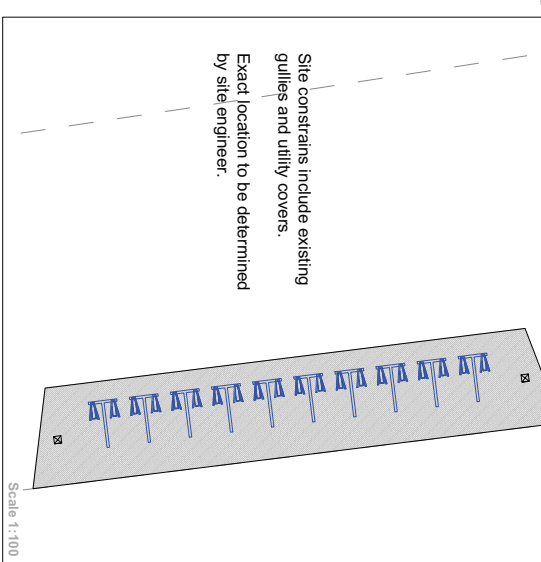 Site constrains include existing
gullies and utility covers.
Exact location to be determined
by site engineer.
Scale 1:100